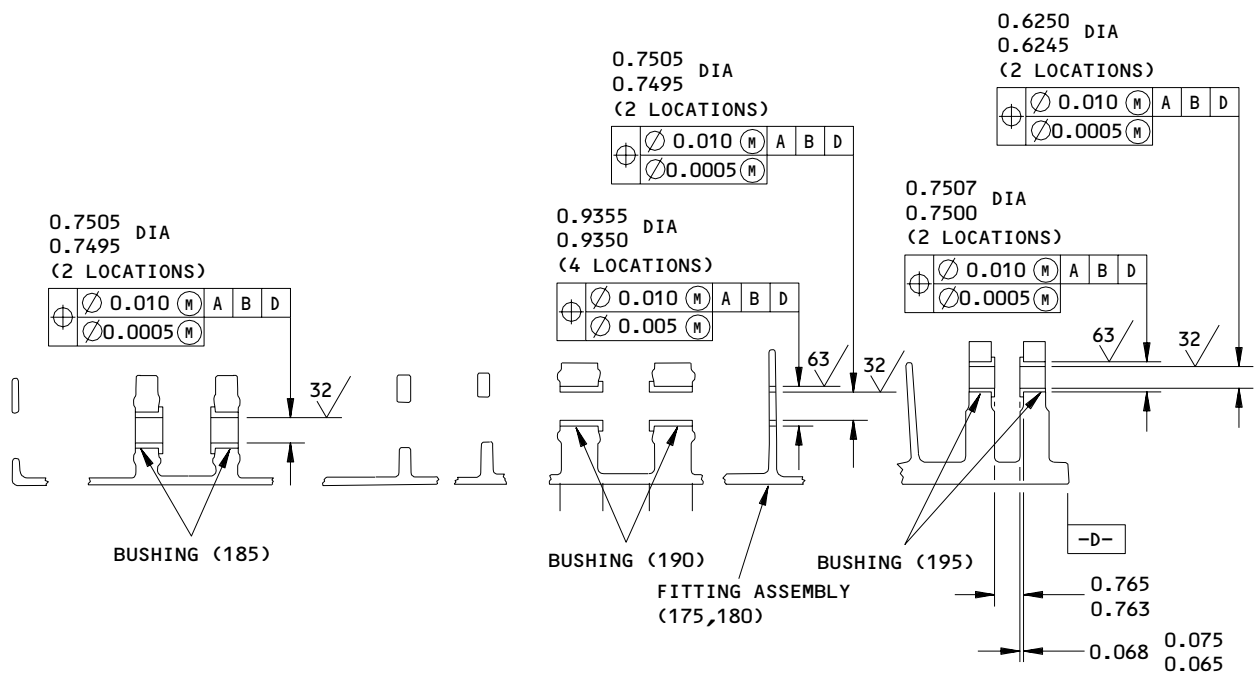 0.6250
0.6245 DIA
(2 LOCATIONS)
⌖ ∅ 0.010 Ⓜ A B D
∅0.0005 Ⓜ
0.7505
0.7495 DIA
(2 LOCATIONS)
⌖ ∅ 0.010 Ⓜ A B D
∅0.0005 Ⓜ
0.7507
0.7500 DIA
(2 LOCATIONS)
⌖ ∅ 0.010 Ⓜ A B D
∅0.0005 Ⓜ
0.7505
0.7495 DIA
(2 LOCATIONS)
⌖ ∅ 0.010 Ⓜ A B D
∅0.0005 Ⓜ
0.9355
0.9350 DIA
(4 LOCATIONS)
⌖ ∅ 0.010 Ⓜ A B D
∅ 0.005 Ⓜ
32
63
32
63
32
BUSHING (185)
BUSHING (190)
FITTING ASSEMBLY
(175,180)
BUSHING (195)
-D-
0.765
0.763
0.068
0.075
0.065